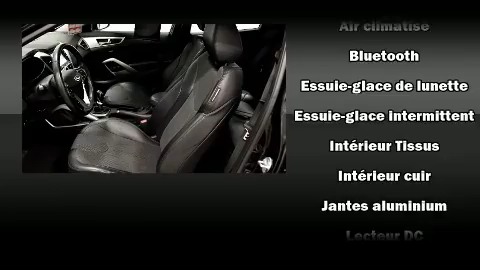 Air climatisé
Bluetooth
Essuie-glace de lunette
Essuie-glace intermittent
Intérieur Tissus
Intérieur cuir
Jantes aluminium
Lecteur DC